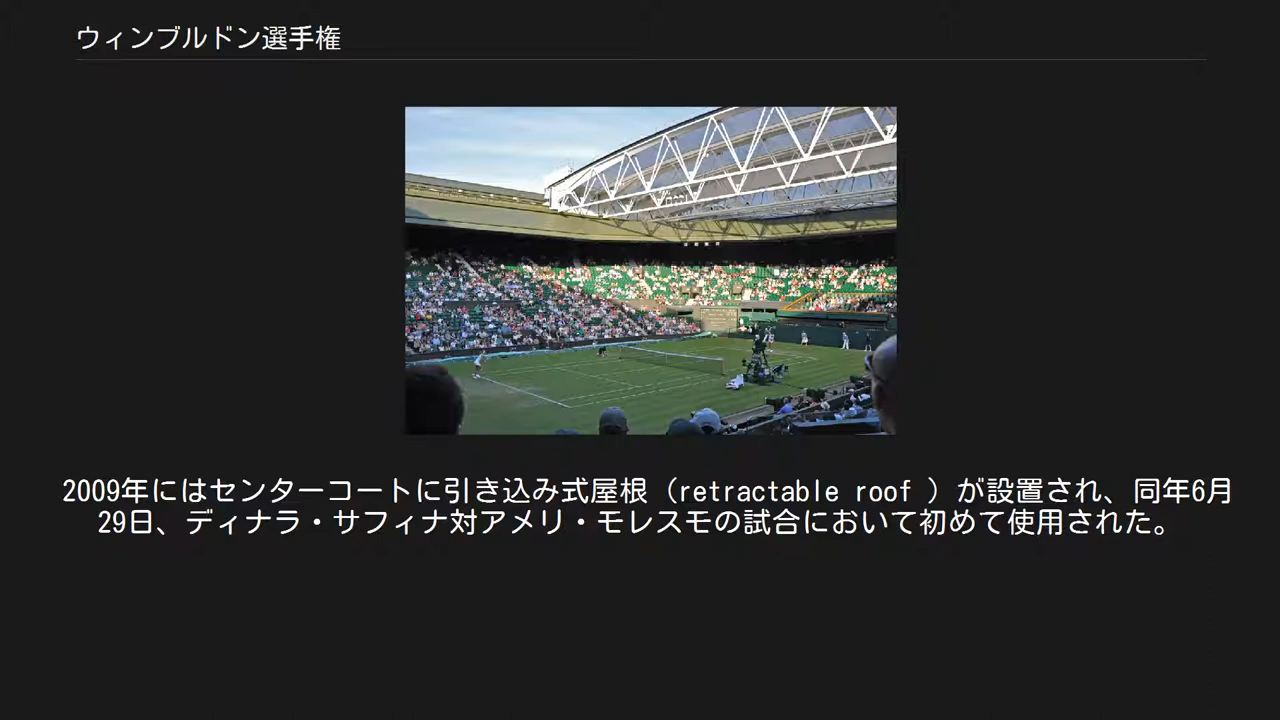 ウィンブルドン選手権
2009年にはセンターコートに引き込み式屋根（retractable roof ）が設置され、同年6月
29日、ディナラ・サフィナ対アメリ・モレスモの試合において初めて使用された。